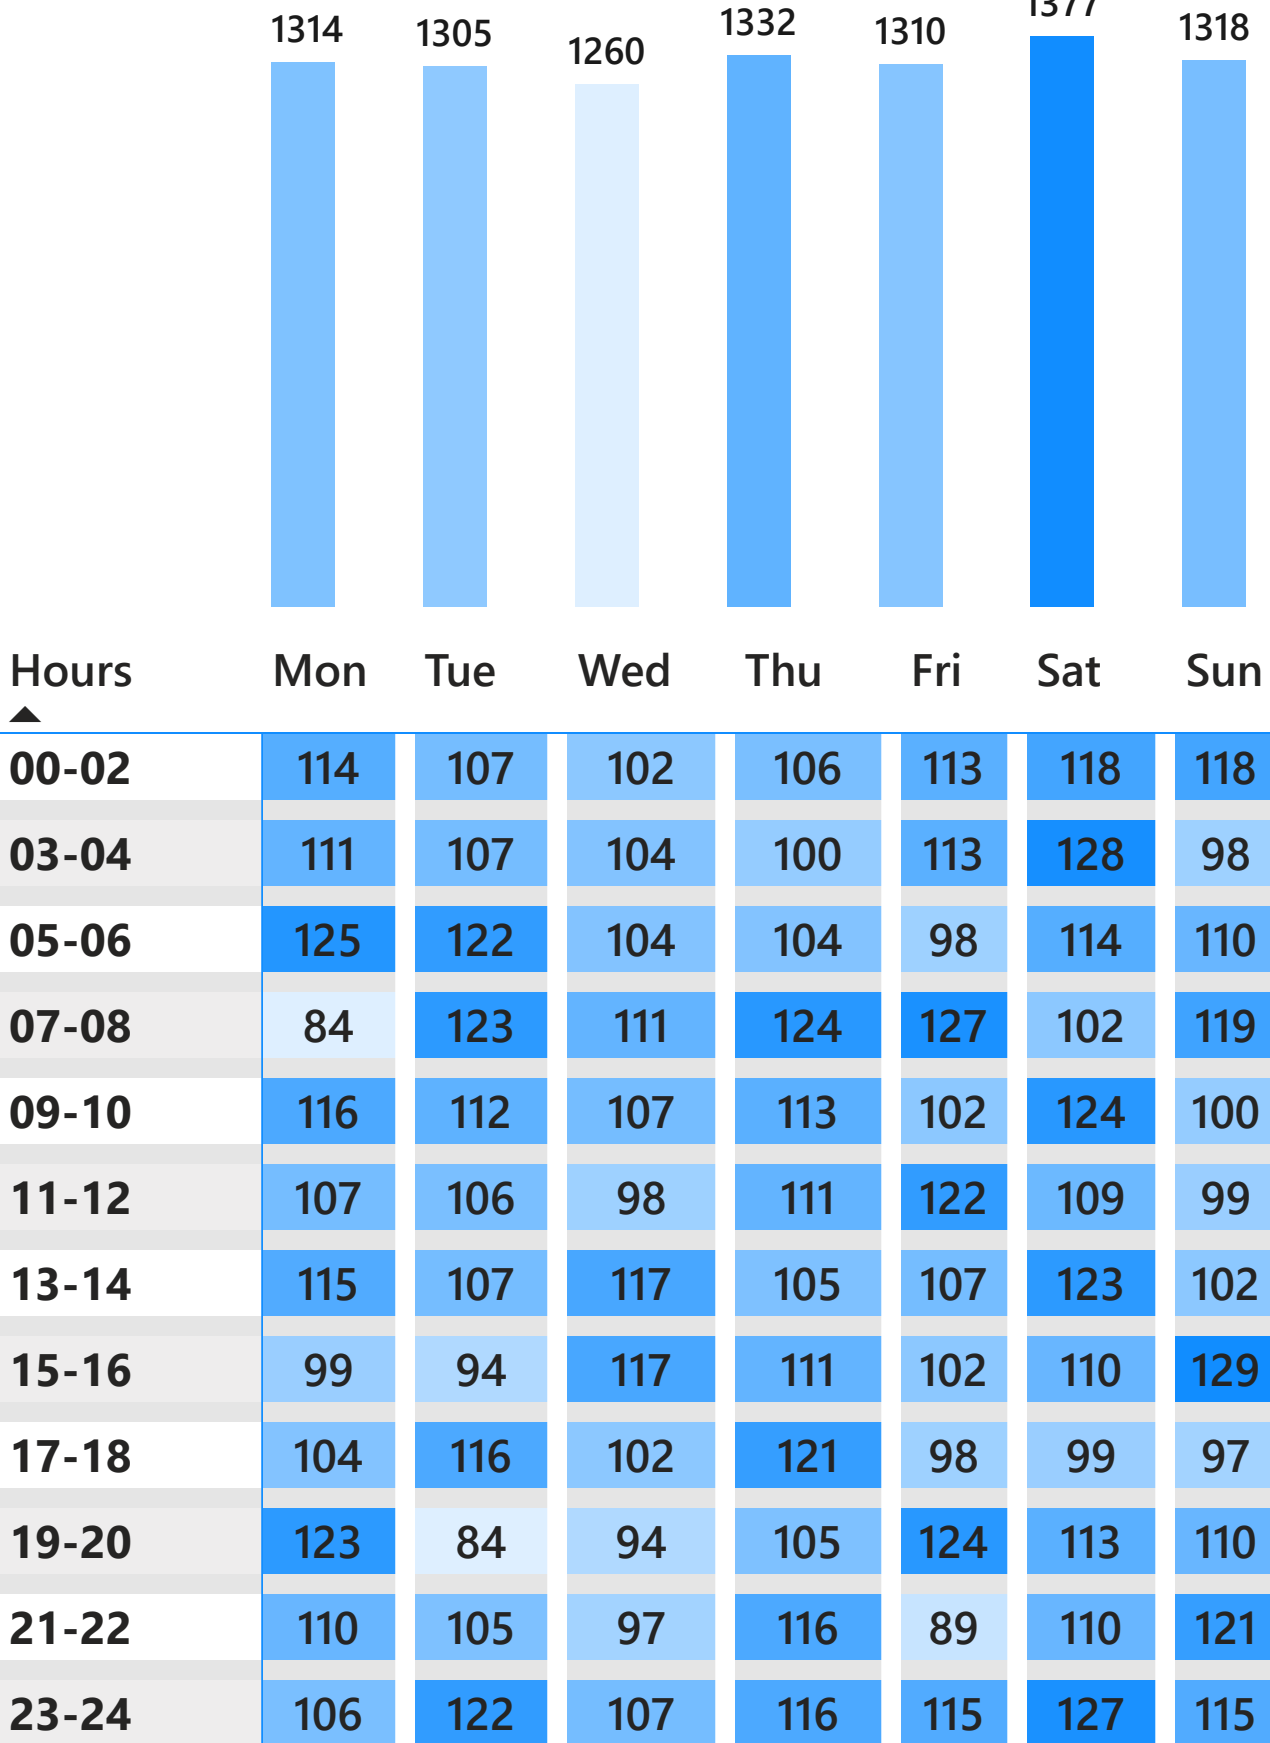 1314 1305 1260 1332 1310 1377 1318
Hours Mon Tue Wed Thu Fri Sat Sun
00-02 114 107 102 106 113 118 118
03-04 111 107 104 100 113 128 98
05-06 125 122 104 104 98 114 110
07-08 84 123 111 124 127 102 119
09-10 116 112 107 113 102 124 100
11-12 107 106 98 111 122 109 99
13-14 115 107 117 105 107 123 102
15-16 99 94 117 111 102 110 129
17-18 104 116 102 121 98 99 97
19-20 123 84 94 105 124 113 110
21-22 110 105 97 116 89 110 121
23-24 106 122 107 116 115 127 115